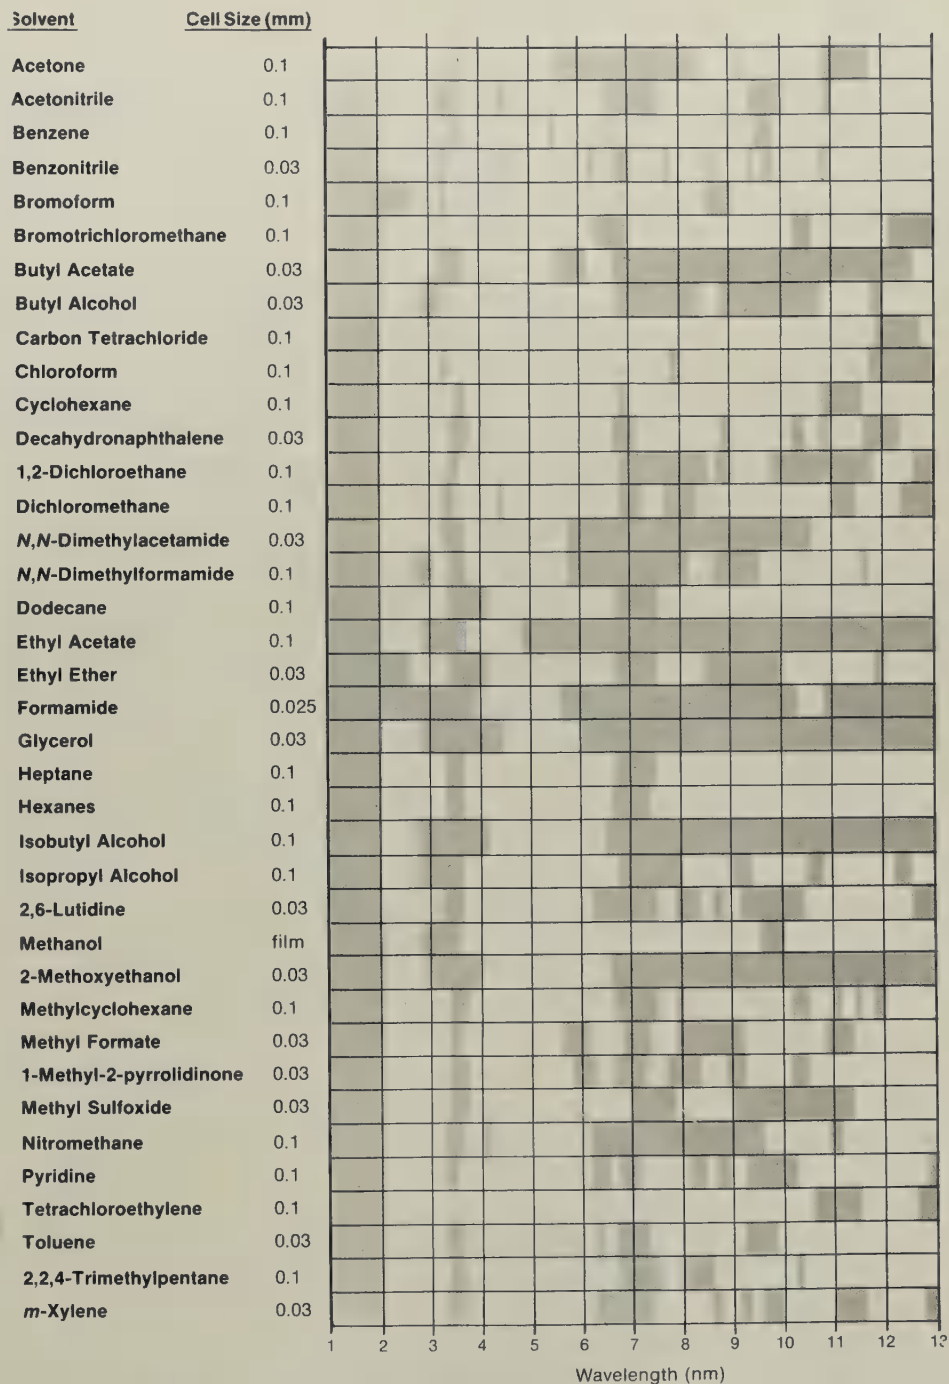 Solvent Cell Size (mm)
Acetone 0.1
Acetonitrile 0.1
Benzene 0.1
Benzonitrile 0.03
Bromoform 0.1
Bromotrichloromethane 0.1
Butyl Acetate 0.03
Butyl Alcohol 0.03
Carbon Tetrachloride 0.1
Chloroform 0.1
Cyclohexane 0.1
Decahydronaphthalene 0.03
1,2-Dichloroethane 0.1
Dichloromethane 0.1
N,N-Dimethylacetamide 0.03
N,N-Dimethylformamide 0.1
Dodecane 0.1
Ethyl Acetate 0.1
Ethyl Ether 0.03
Formamide 0.025
Glycerol 0.03
Heptane 0.1
Hexanes 0.1
Isobutyl Alcohol 0.1
Isopropyl Alcohol 0.1
2,6-Lutidine 0.03
Methanol film
2-Methoxyethanol 0.03
Methylcyclohexane 0.1
Methyl Formate 0.03
1-Methyl-2-pyrrolidinone 0.03
Methyl Sulfoxide 0.03
Nitromethane 0.1
Pyridine 0.1
Tetrachloroethylene 0.1
Toluene 0.03
2,2,4-Trimethylpentane 0.1
m-Xylene 0.03
1 2 3 4 5 6 7 8 9 10 11 12 13
Wavelength (nm)